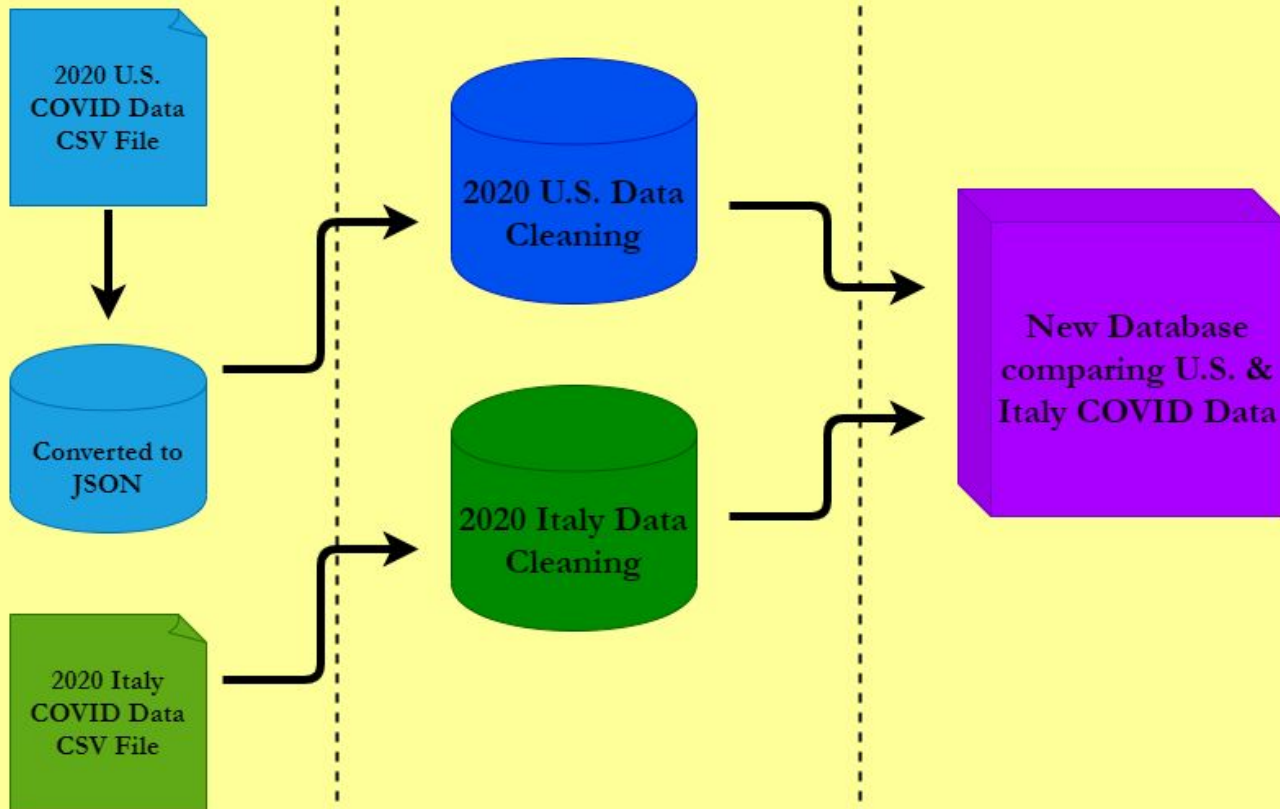 2020 U.S.
COVID Data
CSV File
Converted to
JSON
2020 Italy
COVID Data
CSV File
2020 U.S. Data
Cleaning
2020 Italy Data
Cleaning
New Database
comparing U.S. &
Italy COVID Data